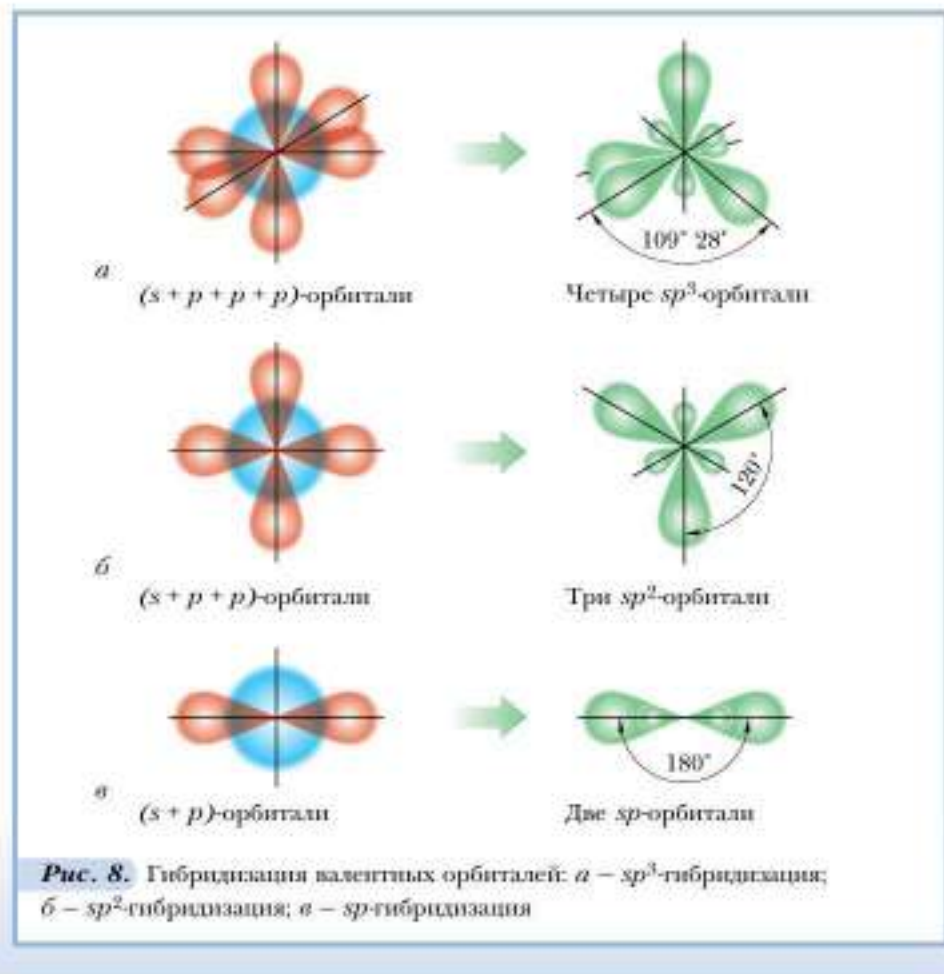 109° 28′
а
(s + p + p + p)-орбитали
Четыре sp³-орбитали
120°
б
(s + p + p)-орбитали
Три sp²-орбитали
180°
в
(s + p)-орбитали
Две sp-орбитали
Рис. 8. Гибридизация валентных орбиталей: а – sp³-гибридизация;
б – sp²-гибридизация; в – sp-гибридизация